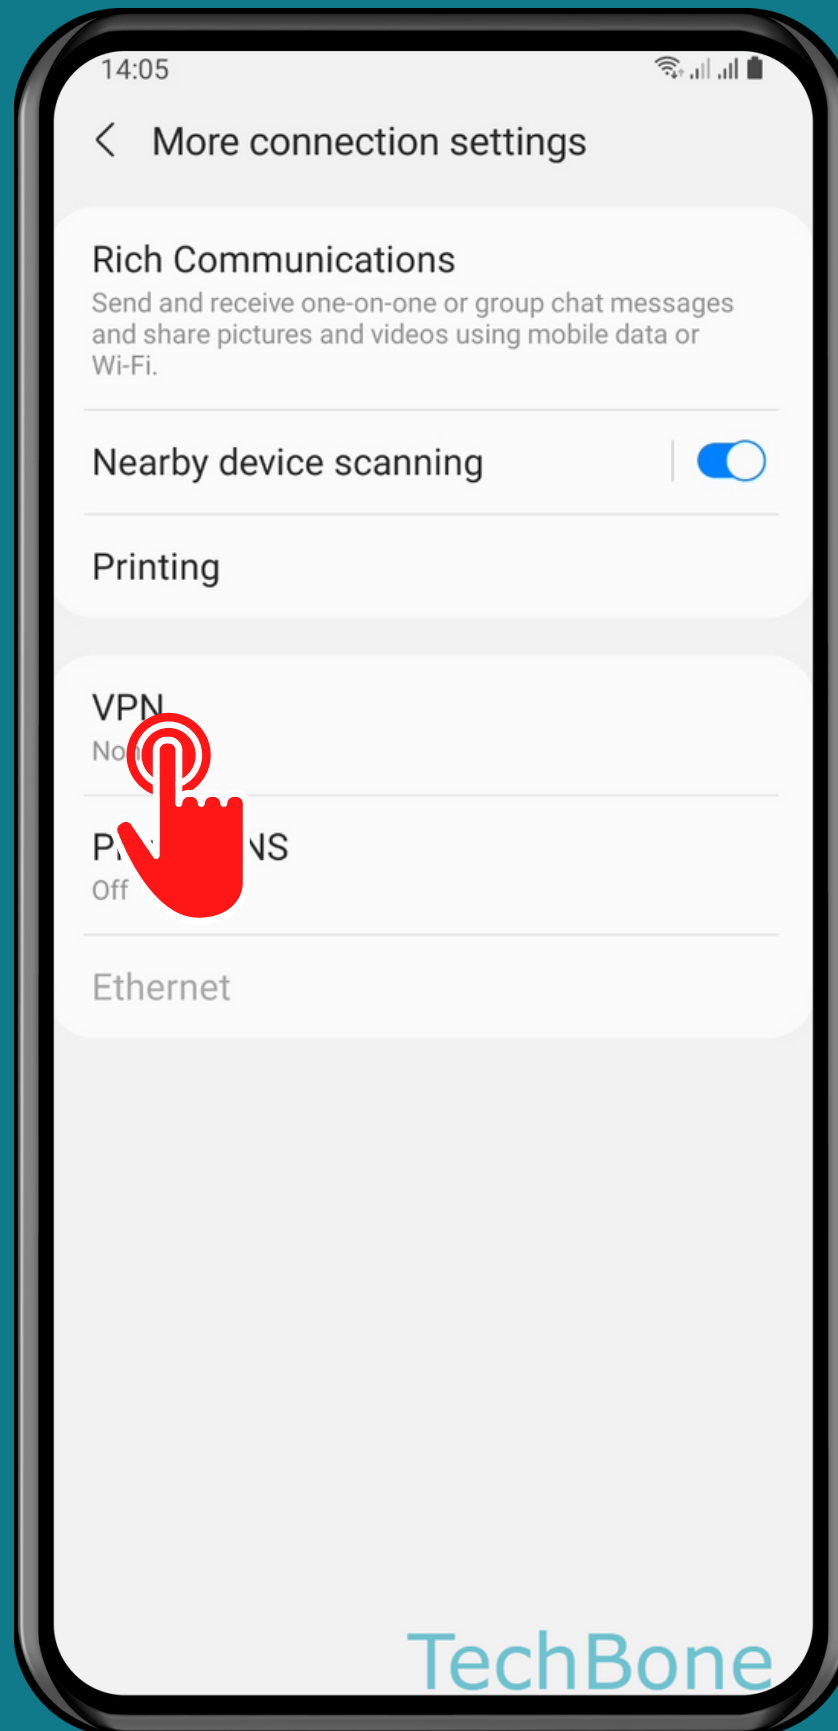 14:05
More connection settings
Rich Communications
Send and receive one-on-one or group chat messages
and share pictures and videos using mobile data or
Wi-Fi.
Nearby device scanning
Printing
VPN
Off
Ethernet
TechBone